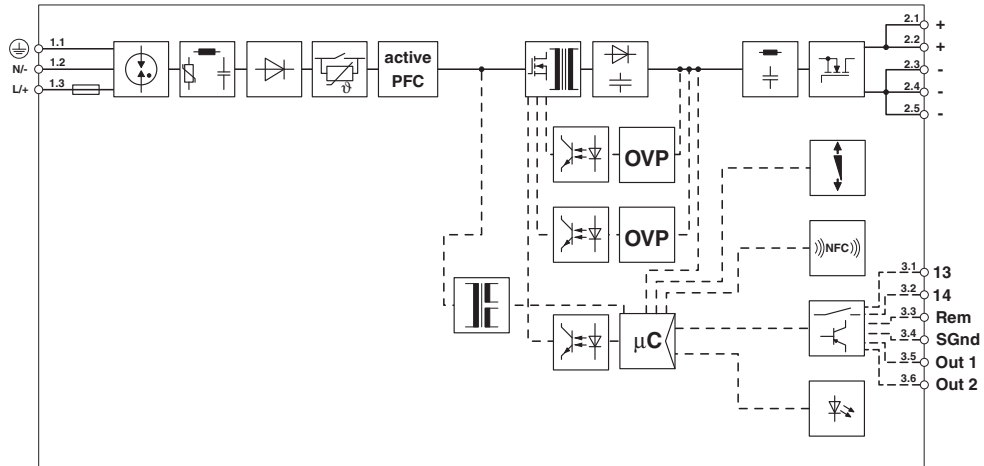 1.1
N/- 1.2
L/+ 1.3
ϑ
active
PFC
2.1 +
2.2 +
2.3 -
2.4 -
2.5 -
OVP
OVP
NFC
µC
3.1 13
3.2 14
3.3 Rem
3.4 SGnd
3.5 Out 1
3.6 Out 2